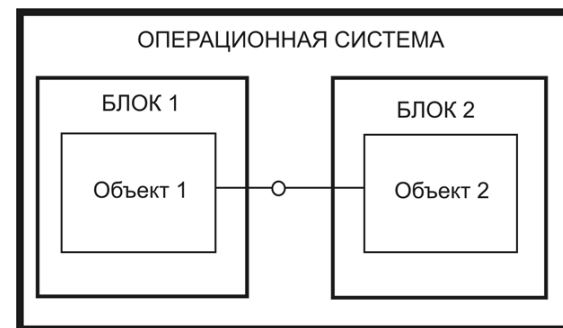 ОПЕРАЦИОННАЯ СИСТЕМА
БЛОК 1
БЛОК 2
Объект 1
Объект 2